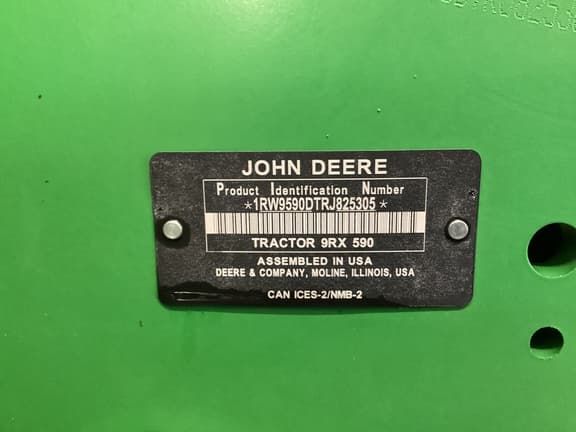 JOHN DEERE
Product Identification Number
*1RW9590DTRJ825305*
TRACTOR 9RX 590
ASSEMBLED IN USA
DEERE & COMPANY, MOLINE, ILLINOIS, USA
CAN ICES-2/NMB-2